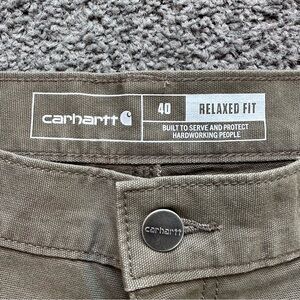 carhartt
40
RELAXED FIT
BUILT TO SERVE AND PROTECT
HARDWORKING PEOPLE
carhartt